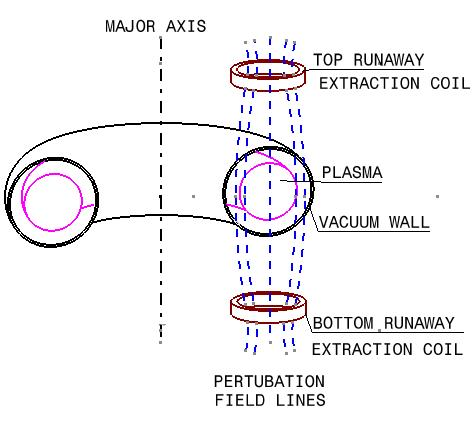 MAJOR AXIS
TOP RUNAWAY
EXTRACTION COIL
PLASMA
VACUUM WALL
BOTTOM RUNAWAY
EXTRACTION COIL
PERTUBATION
FIELD LINES